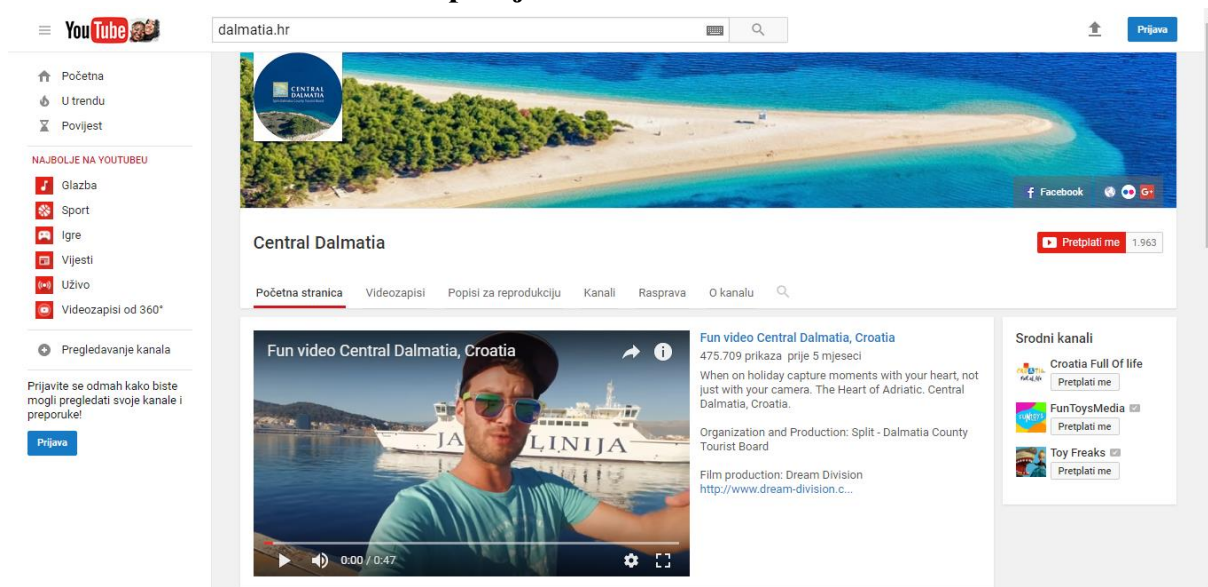 YouTube
dalmatia.hr
Prijava
Početna
U trendu
Povijest
NAJBOLJE NA YOUTUBEU
Glazba
Sport
Igre
Vijesti
Uživo
Videozapisi od 360°
Pregledavanje kanala
Prijavite se odmah kako biste
mogli pregledati svoje kanale i
preporuke!
Prijava
CENTRAL
DALMATIA
Facebook
G+
Central Dalmatia
Pretplati me 1.963
Početna stranica Videozapisi Popisi za reprodukciju Kanali Rasprava O kanalu
Fun video Central Dalmatia, Croatia
JA LINIJA
0:00 / 0:47
Fun video Central Dalmatia, Croatia
475.709 prikaza prije 5 mjeseci
When on holiday capture moments with your heart, not
just with your camera. The Heart of Adriatic. Central
Dalmatia, Croatia.
Organization and Production: Split - Dalmatia County
Tourist Board
Film production: Dream Division
http://www.dream-division.c...
Srodni kanali
Croatia Full Of life
Pretplati me
FunToysMedia
Pretplati me
Toy Freaks
Pretplati me